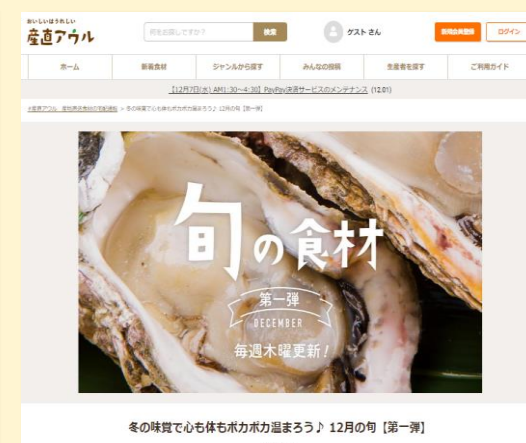 おいしいはうれしい
産直アウル
何をお探しですか?
検索
ゲスト さん
新規会員登録
ログイン
ホーム
新着食材
ジャンルから探す
みんなの投稿
生産者を探す
ご利用ガイド
【12月7日(水) AM1:30~4:30】PayPay決済サービスのメンテナンス (12.01)
> 冬の味覚で心も体もポカポカ温まろう♪ 12月の旬【第一弾】
旬の食材
第一弾
DECEMBER
毎週木曜更新!
冬の味覚で心も体もポカポカ温まろう♪ 12月の旬【第一弾】